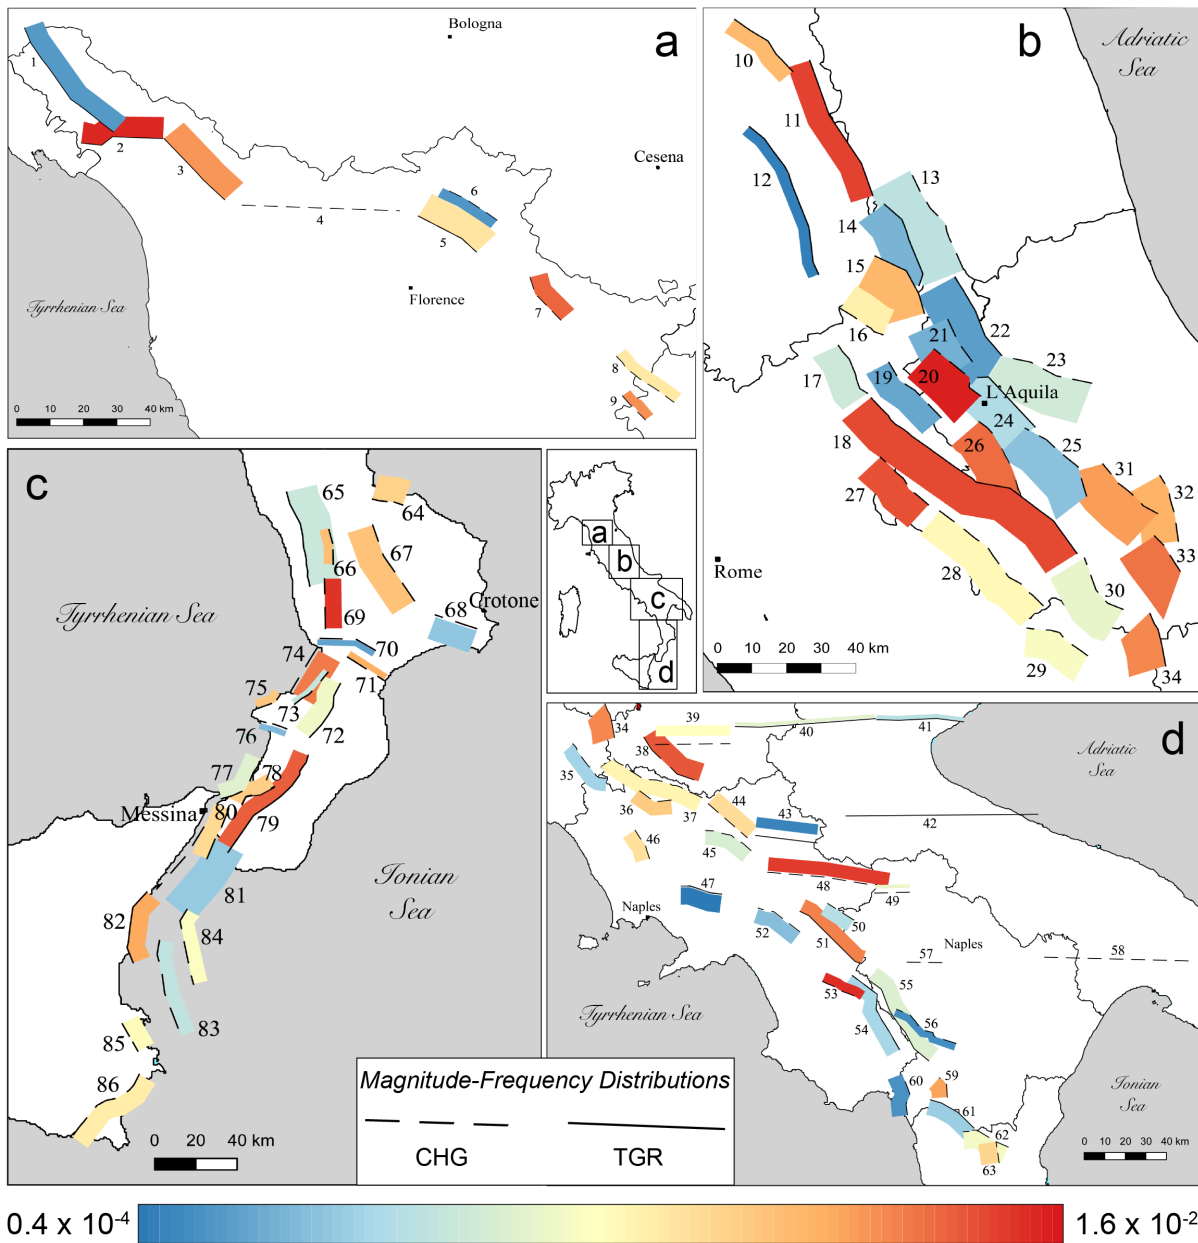 Bologna
a
1
2
3
4
5
6
7
8
9
Cesena
Florence
Tyrrhenian Sea
0 10 20 30 40 km
b
Adriatic
Sea
10
11
12
13
14
15
16
17
18
19
20
21
22
23
L'Aquila
24
25
26
27
28
29
30
31
32
33
34
Rome
0 10 20 30 40 km
c
64
65
66
67
68
Crotone
69
70
71
72
73
74
75
76
77
78
79
80
81
82
83
84
85
86
Tyrrhenian Sea
Messina
Ionian
Sea
0 20 40 km
a
b
c
d
d
34
35
36
37
38
39
40
41
42
43
44
45
46
47
48
49
50
51
52
53
54
55
56
57
58
59
60
61
62
63
Naples
Naples
Adriatic
Sea
Tyrrhenian Sea
Ionian
Sea
0 10 20 30 40 km
Magnitude-Frequency Distributions
CHG TGR
0.4 x 10⁻⁴ 1.6 x 10⁻²